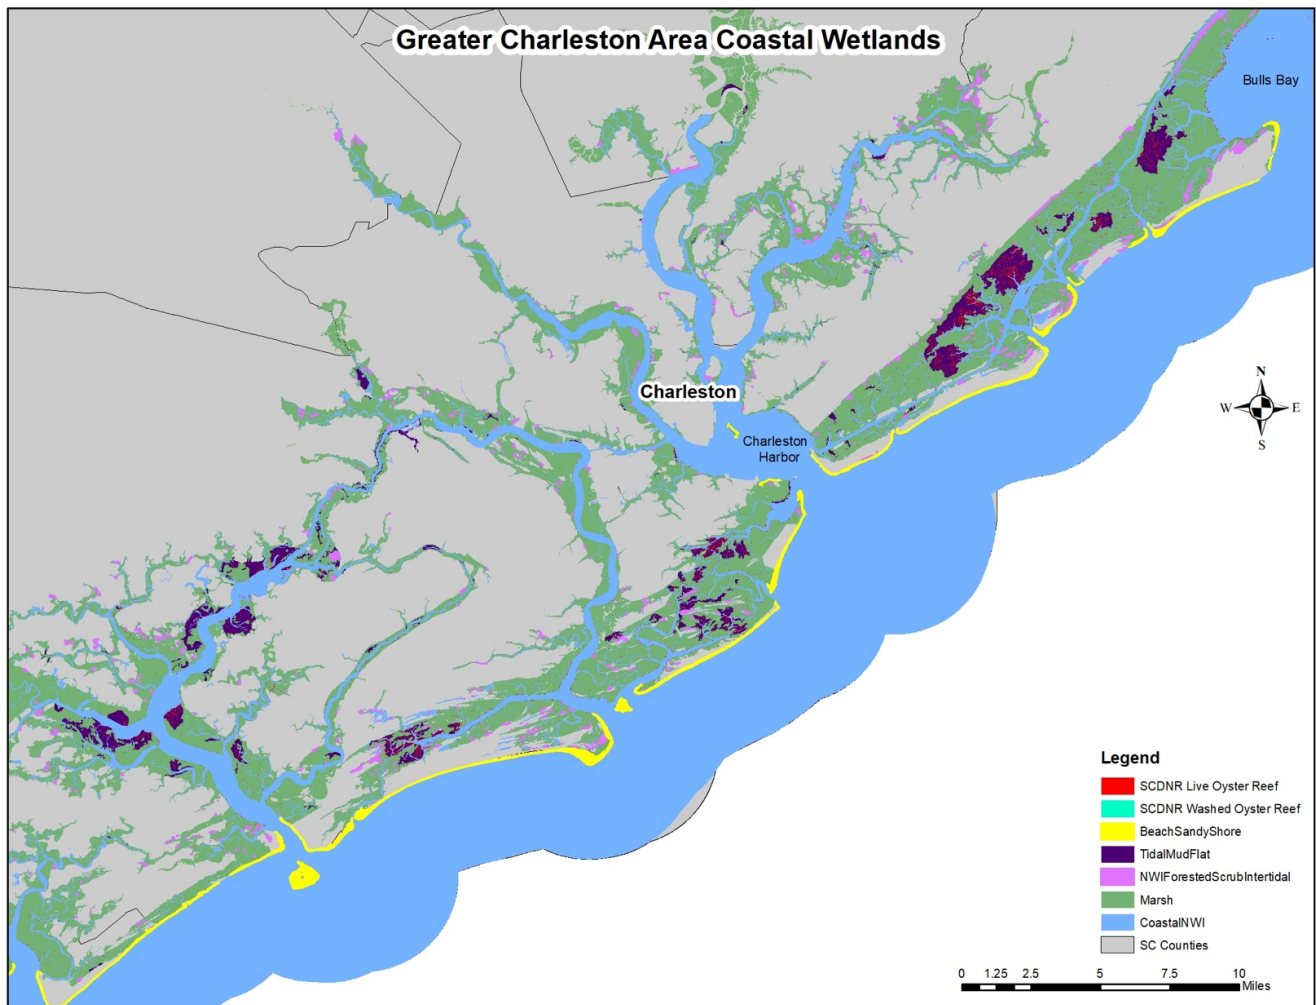 Greater Charleston Area Coastal Wetlands
Bulls Bay
N
W E
S
Charleston
Charleston
Harbor
Legend
SCDNR Live Oyster Reef
SCDNR Washed Oyster Reef
BeachSandyShore
TidalMudFlat
NWIForestedScrubIntertidal
Marsh
CoastalNWI
SC Counties
0 1.25 2.5 5 7.5 10
Miles